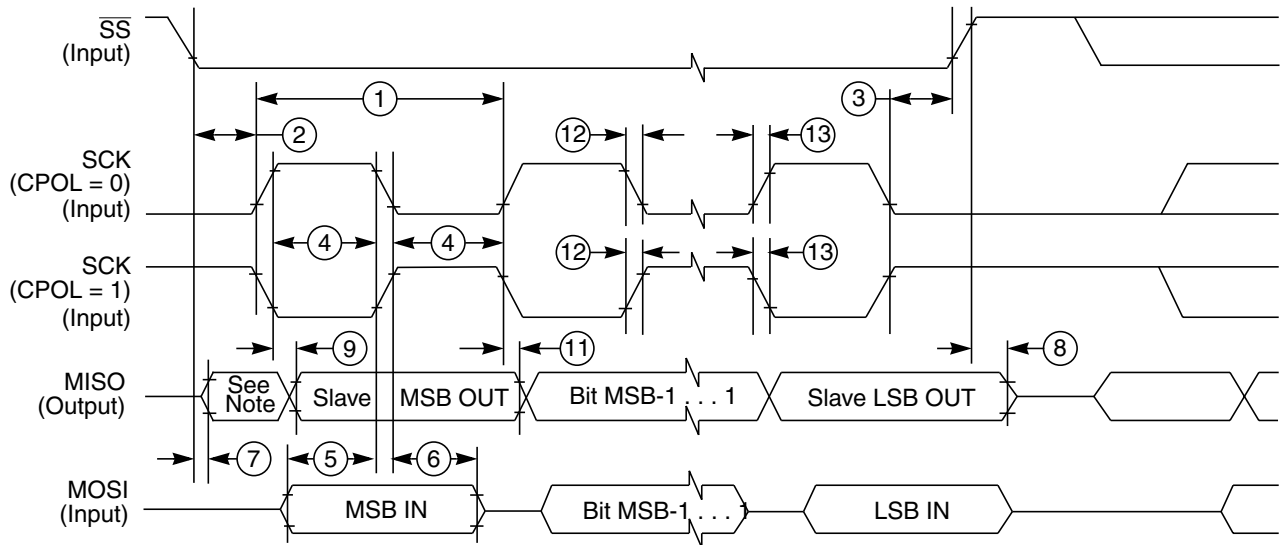 SS
(Input)
1
3
2
12
13
SCK
(CPOL = 0)
(Input)
4
4
12
13
SCK
(CPOL = 1)
(Input)
9
11
8
MISO
(Output)
See
Note
Slave
MSB OUT
Bit MSB-1 . . . 1
Slave LSB OUT
7
5
6
MOSI
(Input)
MSB IN
Bit MSB-1 . . . 1
LSB IN